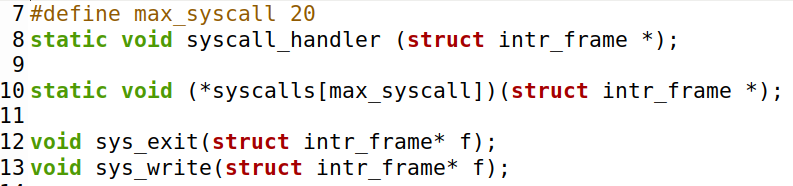 7 #define max_syscall 20
8 static void syscall_handler (struct intr_frame *);
9
10 static void (*syscalls[max_syscall])(struct intr_frame *);
11
12 void sys_exit(struct intr_frame* f);
13 void sys_write(struct intr_frame* f);